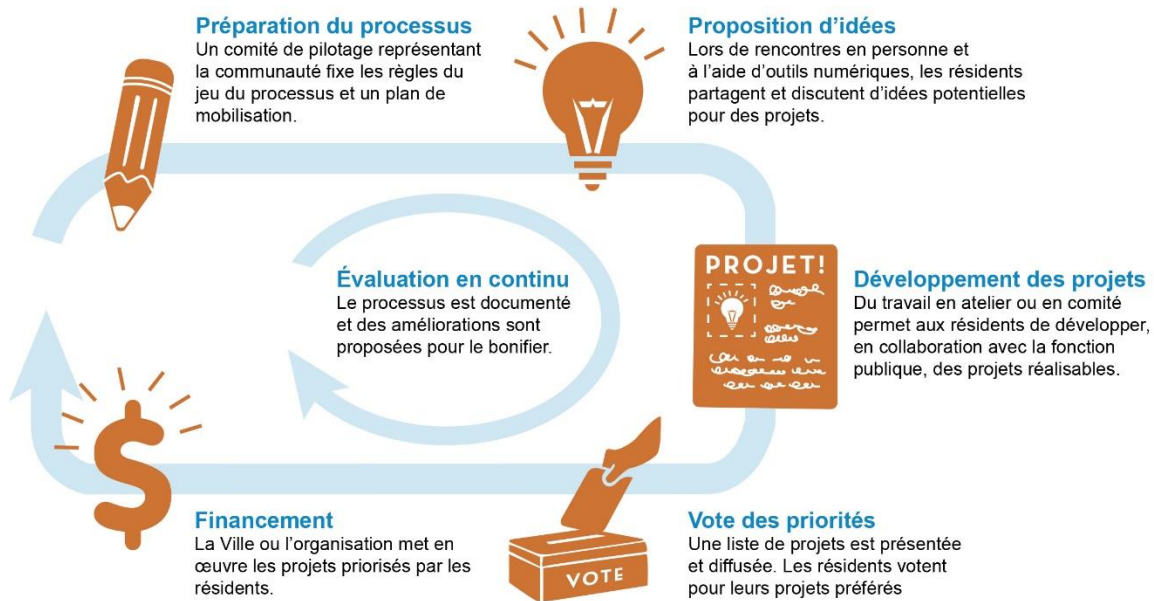 Préparation du processus
Un comité de pilotage représentant
la communauté fixe les règles du
jeu du processus et un plan de
mobilisation.
Proposition d’idées
Lors de rencontres en personne et
à l’aide d’outils numériques, les résidents
partagent et discutent d’idées potentielles
pour des projets.
Évaluation en continu
Le processus est documenté
et des améliorations sont
proposées pour le bonifier.
PROJET!
Développement des projets
Du travail en atelier ou en comité
permet aux résidents de développer,
en collaboration avec la fonction
publique, des projets réalisables.
$
Financement
La Ville ou l’organisation met en
œuvre les projets priorisés par les
résidents.
VOTE
Vote des priorités
Une liste de projets est présentée
et diffusée. Les résidents votent
pour leurs projets préférés